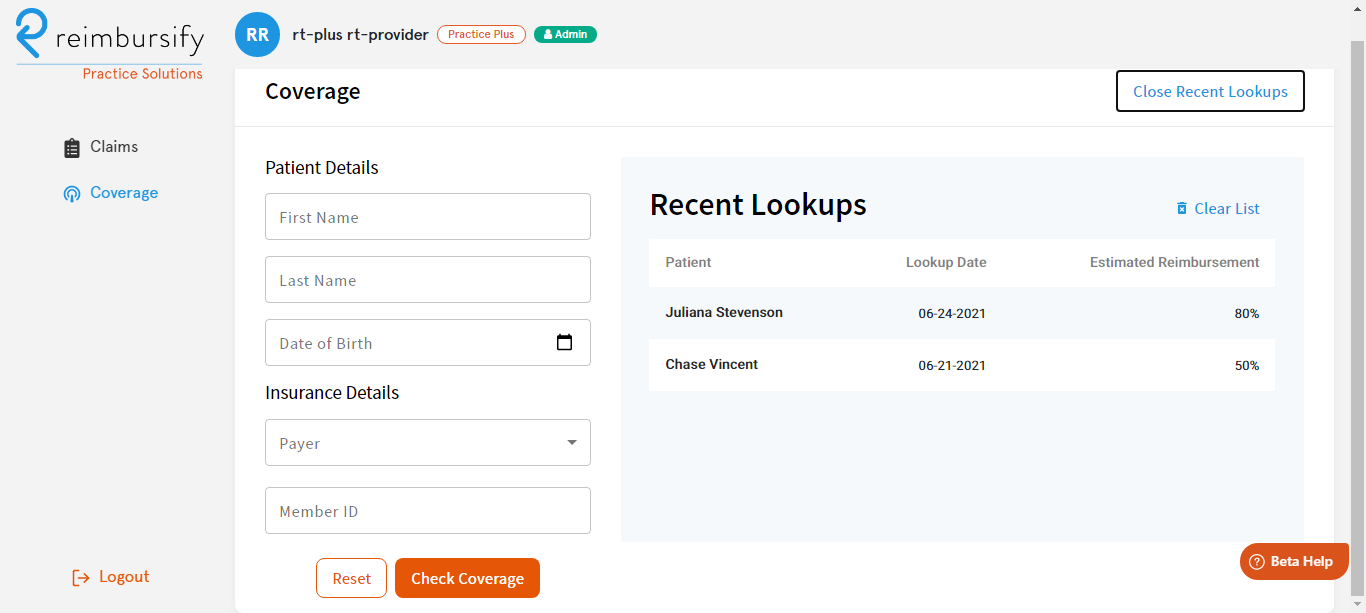 reimbursify
Practice Solutions
RR
rt-plus rt-provider
Practice Plus
Admin
Claims
Coverage
Logout
Coverage
Close Recent Lookups
Patient Details
First Name
Last Name
Date of Birth
Insurance Details
Payer
Member ID
Reset
Check Coverage
Recent Lookups
Clear List
Patient Lookup Date Estimated Reimbursement
Juliana Stevenson 06-24-2021 80%
Chase Vincent 06-21-2021 50%
? Beta Help